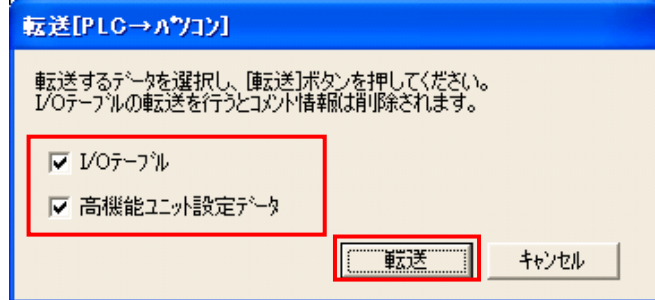 転送[PLC→ﾊﾟｿｺﾝ]
転送するﾃﾞｰﾀを選択し、[転送]ﾎﾞﾀﾝを押してください。
I/Oﾃｰﾌﾞﾙの転送を行うとｺﾒﾝﾄ情報は削除されます。
I/Oﾃｰﾌﾞﾙ
高機能ﾕﾆｯﾄ設定ﾃﾞｰﾀ
転送 ｷｬﾝｾﾙ